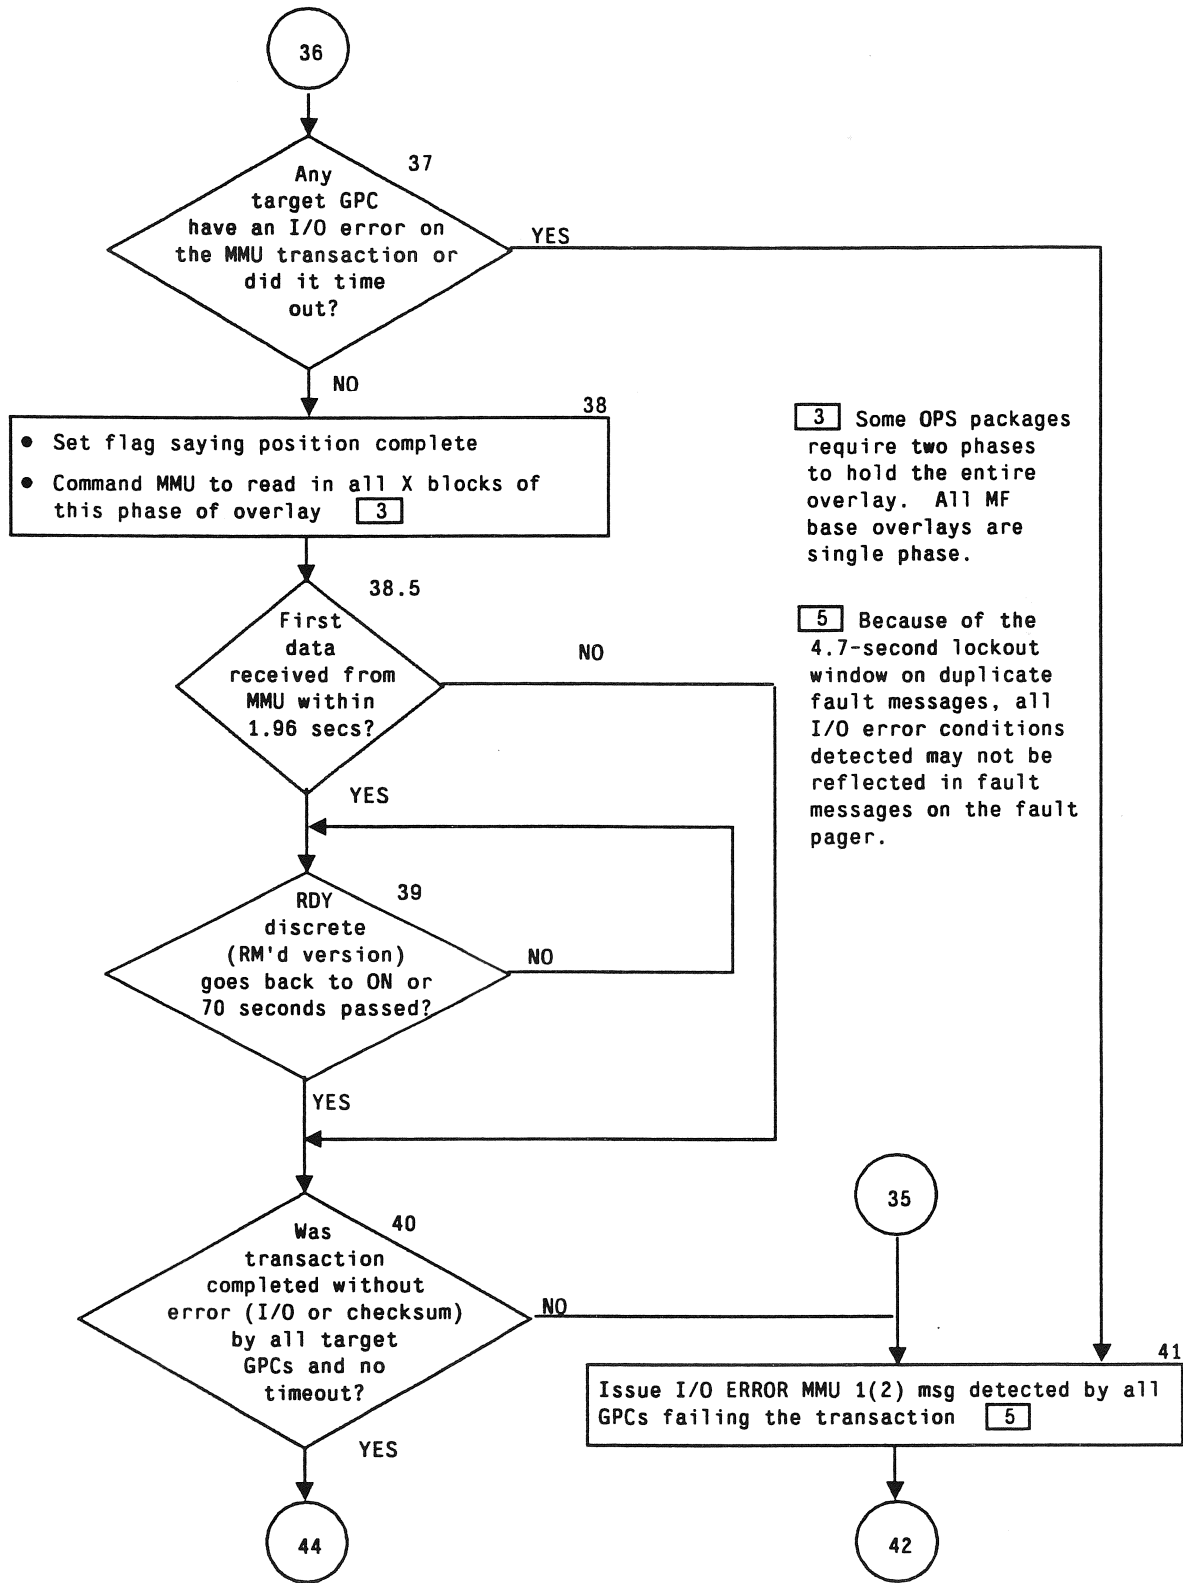 36
37
Any
target GPC
have an I/O error on
the MMU transaction or
did it time
out?
YES
NO
38
● Set flag saying position complete
● Command MMU to read in all X blocks of
this phase of overlay 3
3 Some OPS packages
require two phases
to hold the entire
overlay. All MF
base overlays are
single phase.
38.5
First
data
received from
MMU within
1.96 secs?
NO
YES
5 Because of the
4.7-second lockout
window on duplicate
fault messages, all
I/O error conditions
detected may not be
reflected in fault
messages on the fault
pager.
39
RDY
discrete
(RM'd version)
goes back to ON or
70 seconds passed?
NO
YES
35
40
Was
transaction
completed without
error (I/O or checksum)
by all target
GPCs and no
timeout?
NO
YES
41
Issue I/O ERROR MMU 1(2) msg detected by all
GPCs failing the transaction 5
44
42